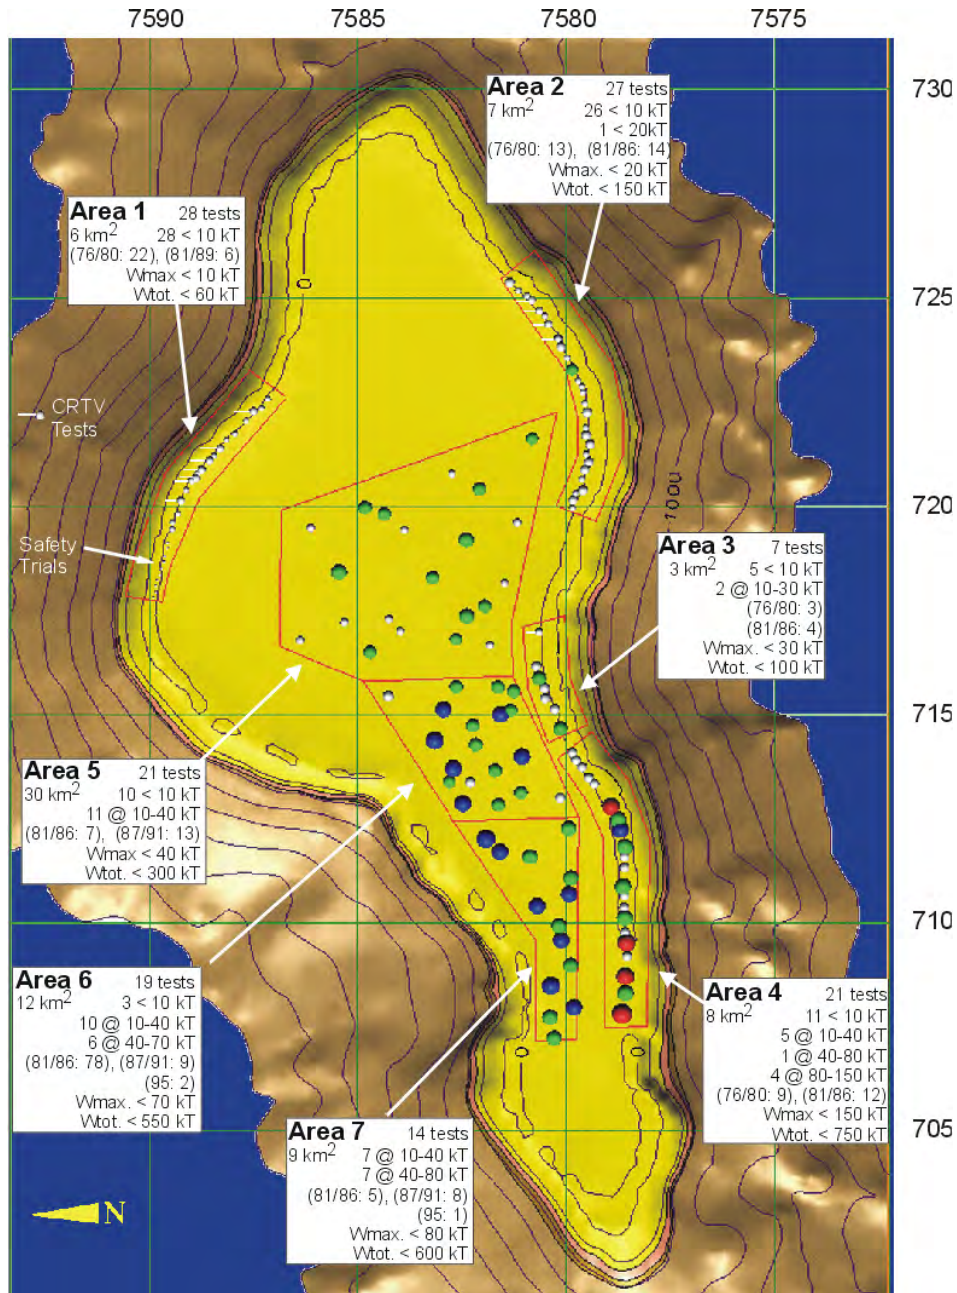 7590 7585 7580 7575
730
725
720
715
710
705
Area 2 27 tests
7 km² 26 < 10 kT
1 < 20kT
(76/80: 13), (81/86: 14)
Wmax. < 20 kT
Wtot. < 150 kT
Area 1 28 tests
6 km² 28 < 10 kT
(76/80: 22), (81/89: 6)
Wmax < 10 kT
Wtot. < 60 kT
0
CRTV
Tests
1000
Safety
Trials
Area 3 7 tests
3 km² 5 < 10 kT
2 @ 10-30 kT
(76/80: 3)
(81/86: 4)
Wmax. < 30 kT
Wtot. < 100 kT
Area 5 21 tests
30 km² 10 < 10 kT
11 @ 10-40 kT
(81/86: 7), (87/91: 13)
Wmax < 40 kT
Wtot. < 300 kT
Area 6 19 tests
12 km² 3 < 10 kT
10 @ 10-40 kT
6 @ 40-70 kT
(81/86: 78), (87/91: 9)
(95: 2)
Wmax. < 70 kT
Wtot. < 550 kT
Area 4 21 tests
8 km² 11 < 10 kT
5 @ 10-40 kT
1 @ 40-80 kT
4 @ 80-150 kT
(76/80: 9), (81/86: 12)
Wmax < 150 kT
Wtot. < 750 kT
0 0
Area 7 14 tests
9 km² 7 @ 10-40 kT
7 @ 40-80 kT
(81/86: 5), (87/91: 8)
(95: 1)
Wmax. < 80 kT
Wtot. < 600 kT
N